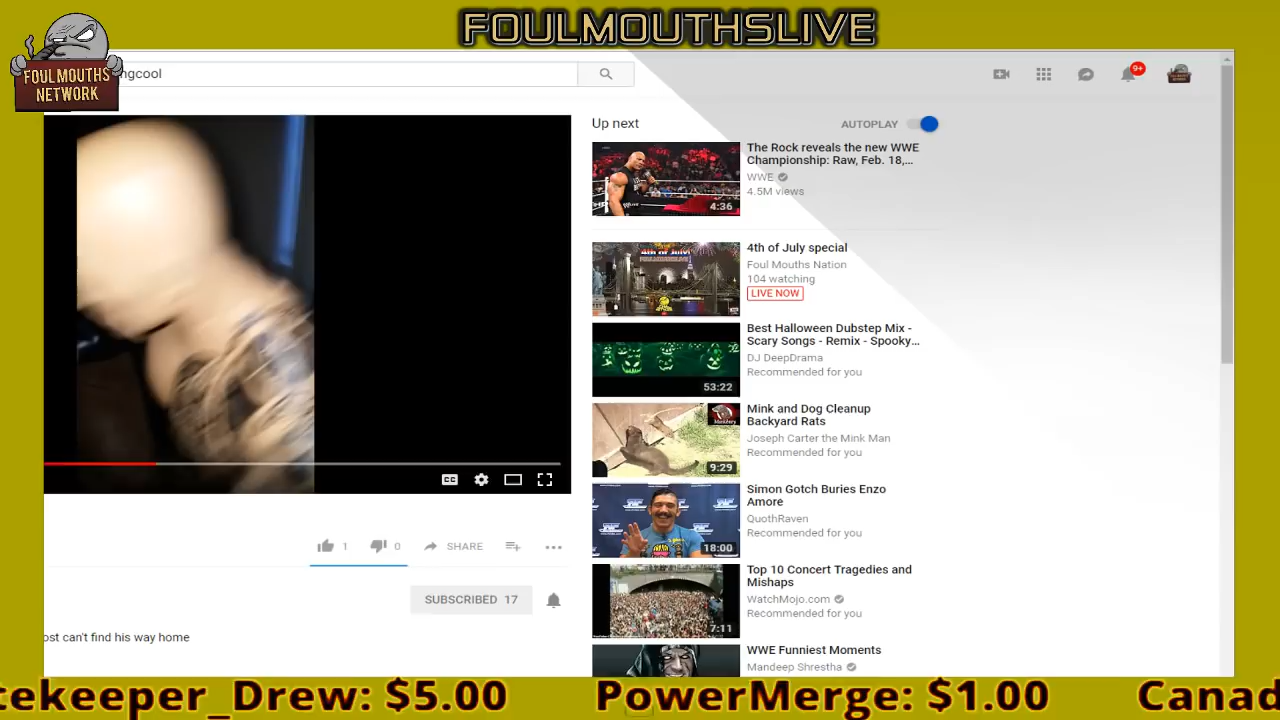 FOULMOUTHSLIVE
FOUL MOUTHS
NETWORK
ngcool
9+
Up next
AUTOPLAY
The Rock reveals the new WWE
Championship: Raw, Feb. 18,...
WWE
4.5M views
4:36
4th of July special
Foul Mouths Nation
104 watching
LIVE NOW
FOULMOUTHSLIVE
Best Halloween Dubstep Mix -
Scary Songs - Remix - Spooky...
DJ DeepDrama
Recommended for you
53:22
Mink and Dog Cleanup
Backyard Rats
Joseph Carter the Mink Man
Recommended for you
9:29
Simon Gotch Buries Enzo
Amore
QuothRaven
Recommended for you
18:00
Top 10 Concert Tragedies and
Mishaps
WatchMojo.com
Recommended for you
7:11
WWE Funniest Moments
Mandeep Shrestha
CC
1 0 SHARE
SUBSCRIBED 17
ost can't find his way home
tekeeper_Drew: $5.00 PowerMerge: $1.00 Canad